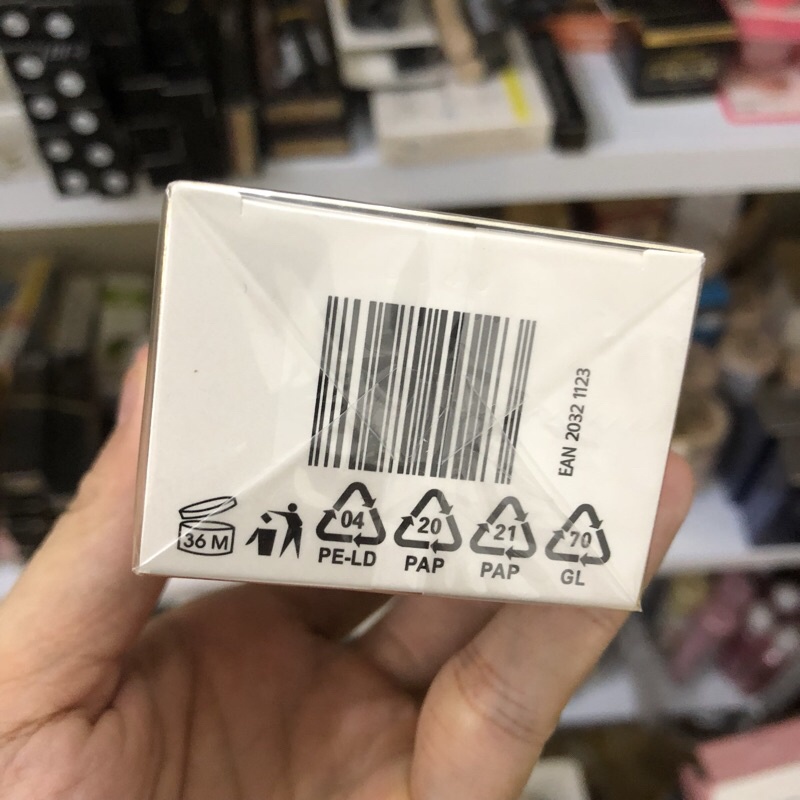 EAN 2032 1123
36 M
04
PE-LD
20
PAP
21
PAP
70
GL